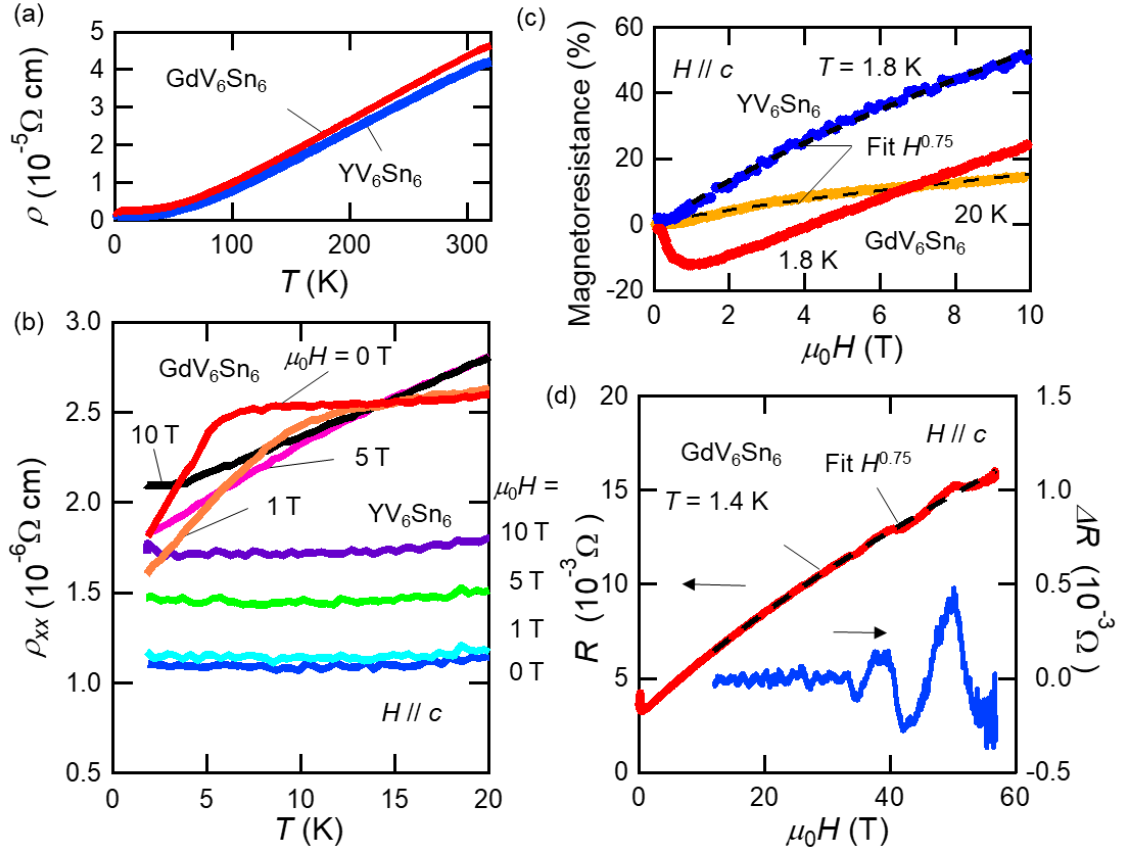 (a)
5
4
3
2
1
0
ρ (10⁻⁵Ω cm)
GdV₆Sn₆
YV₆Sn₆
0 100 200 300
T (K)
(c)
60
40
20
0
-20
Magnetoresistance (%)
H // c
T = 1.8 K
YV₆Sn₆
Fit H⁰·⁷⁵
20 K
GdV₆Sn₆
1.8 K
0 2 4 6 8 10
μ₀H (T)
(b)
3.0
2.5
2.0
1.5
1.0
0.5
ρxx (10⁻⁶Ω cm)
GdV₆Sn₆
μ₀H = 0 T
10 T
5 T
1 T
YV₆Sn₆
μ₀H =
10 T
5 T
1 T
0 T
H // c
0 5 10 15 20
T (K)
(d)
20
15
10
5
0
R (10⁻³Ω)
H // c
GdV₆Sn₆
Fit H⁰·⁷⁵
T = 1.4 K
1.5
1.0
0.5
0.0
-0.5
ΔR (10⁻³Ω)
0 20 40 60
μ₀H (T)